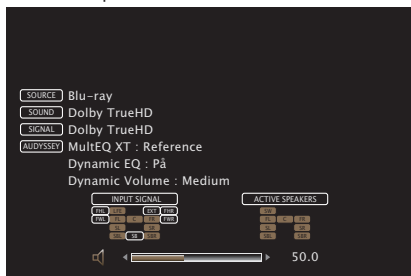 SOURCE Blu-ray
SOUND Dolby TrueHD
SIGNAL Dolby TrueHD
AUDYSSEY MultEQ XT : Reference
Dynamic EQ : På
Dynamic Volume : Medium
INPUT SIGNAL ACTIVE SPEAKERS
FHL LFE EXT FHR SW
FWL FL C FR FWR FL C FR
SL SR SL SR
SBL SB SBR SBL SBR
50.0